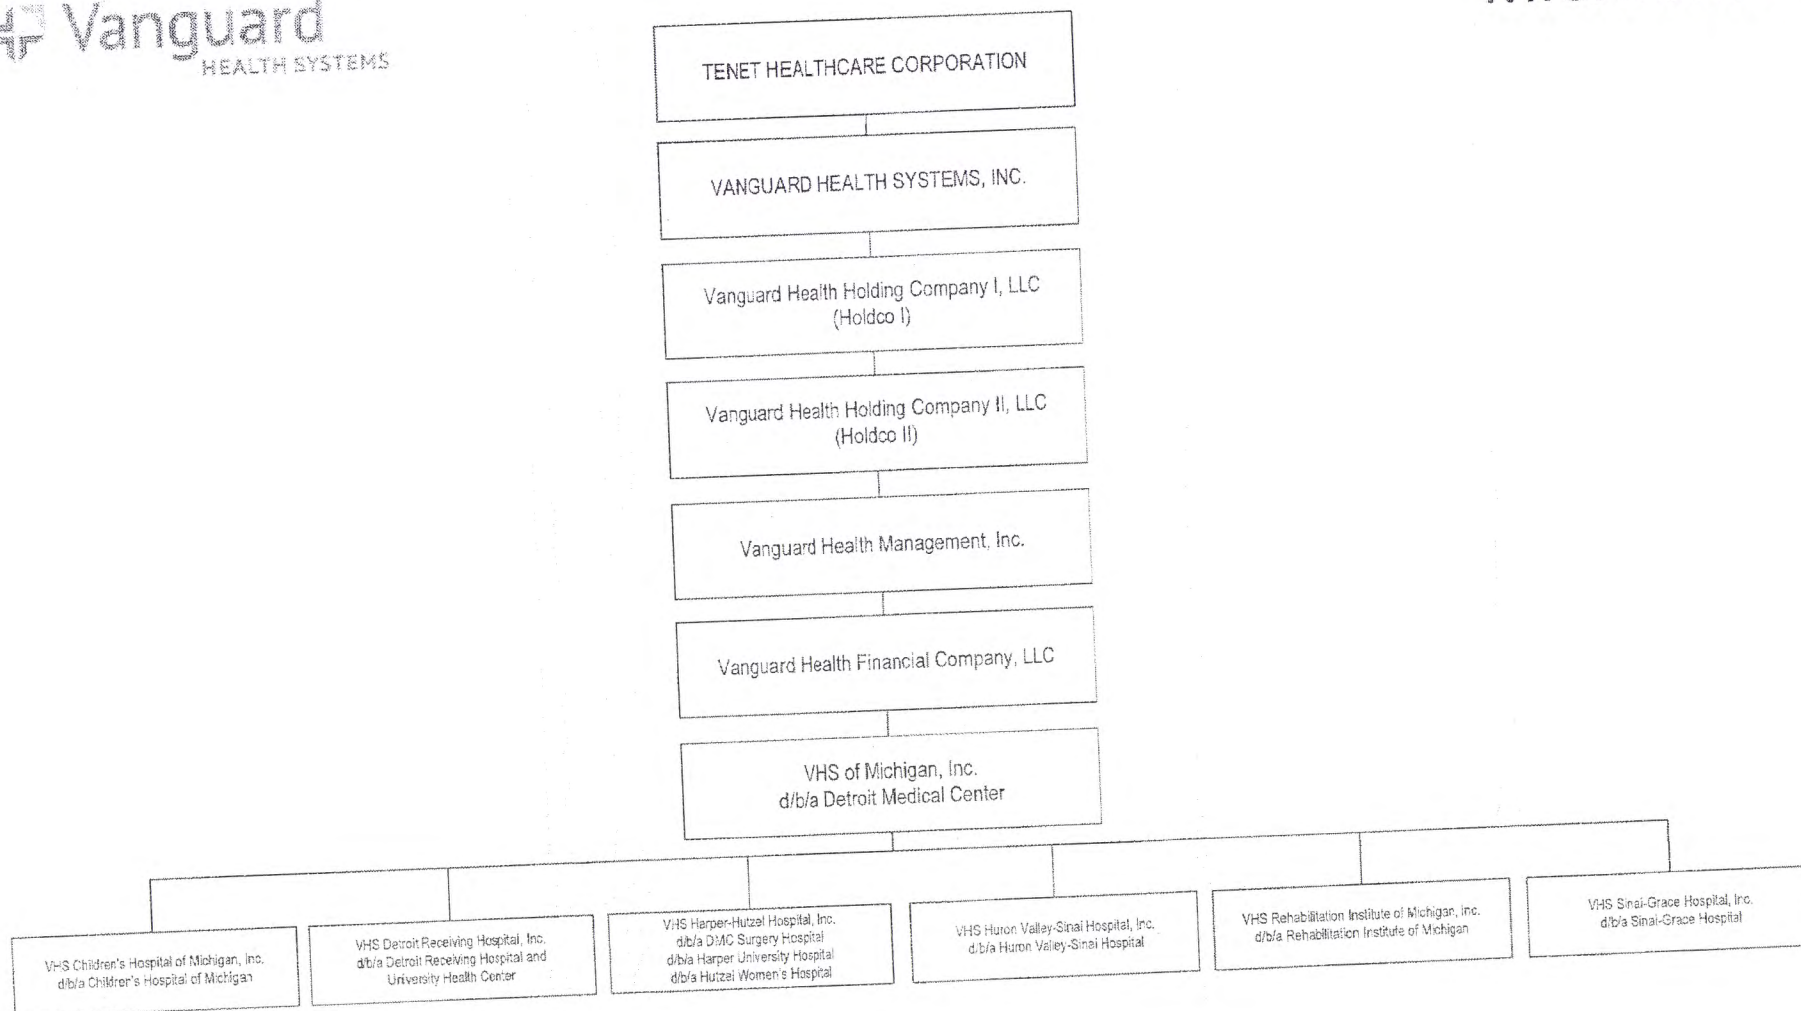 Vanguard
HEALTH SYSTEMS
TENET HEALTHCARE CORPORATION
VANGUARD HEALTH SYSTEMS, INC.
Vanguard Health Holding Company I, LLC
(Holdco I)
Vanguard Health Holding Company II, LLC
(Holdco II)
Vanguard Health Management, Inc.
Vanguard Health Financial Company, LLC
VHS of Michigan, Inc.
d/b/a Detroit Medical Center
VHS Children's Hospital of Michigan, Inc.
d/b/a Children's Hospital of Michigan
VHS Detroit Receiving Hospital, Inc.
d/b/a Detroit Receiving Hospital and
University Health Center
VHS Harper-Hutzel Hospital, Inc.
d/b/a DMC Surgery Hospital
d/b/a Harper University Hospital
d/b/a Hutzel Women's Hospital
VHS Huron Valley-Sinai Hospital, Inc.
d/b/a Huron Valley-Sinai Hospital
VHS Rehabilitation Institute of Michigan, Inc.
d/b/a Rehabilitation Institute of Michigan
VHS Sinai-Grace Hospital, Inc.
d/b/a Sinai-Grace Hospital